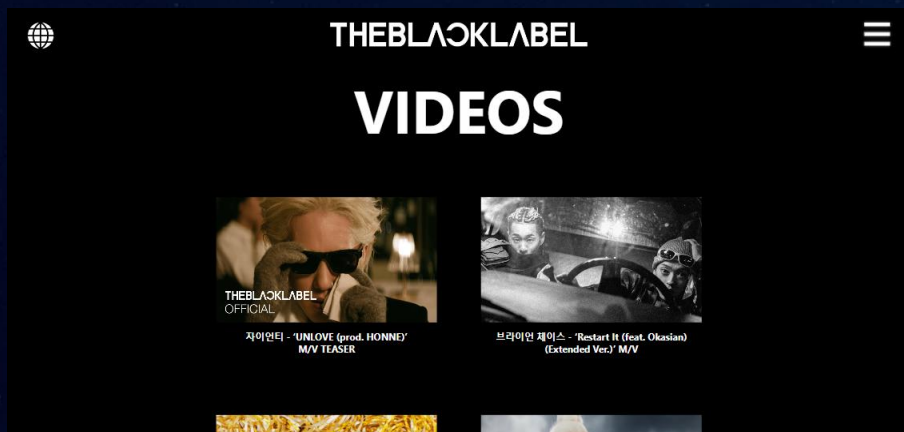 THEBLACKLABEL
VIDEOS
THEBLACKLABEL
OFFICIAL
자이언티 - ‘UNLOVE (prod. HONNE)’
M/V TEASER
브라이언 체이스 - ‘Restart It (feat. Okasian)
(Extended Ver.)’ M/V